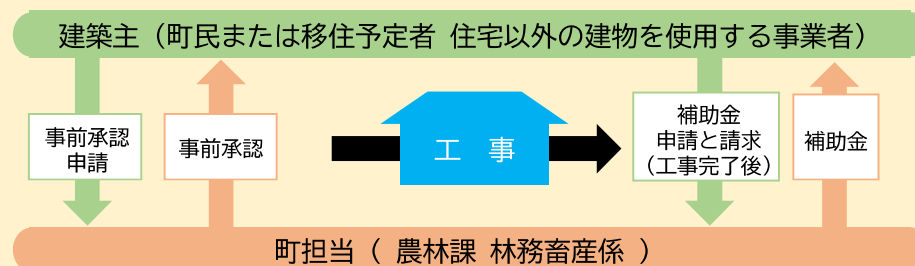 建築主（町民または移住予定者 住宅以外の建物を使用する事業者）
事前承認
申請
事前承認
工　事
補助金
申請と請求
（工事完了後）
補助金
町担当（ 農林課 林務畜産係 ）